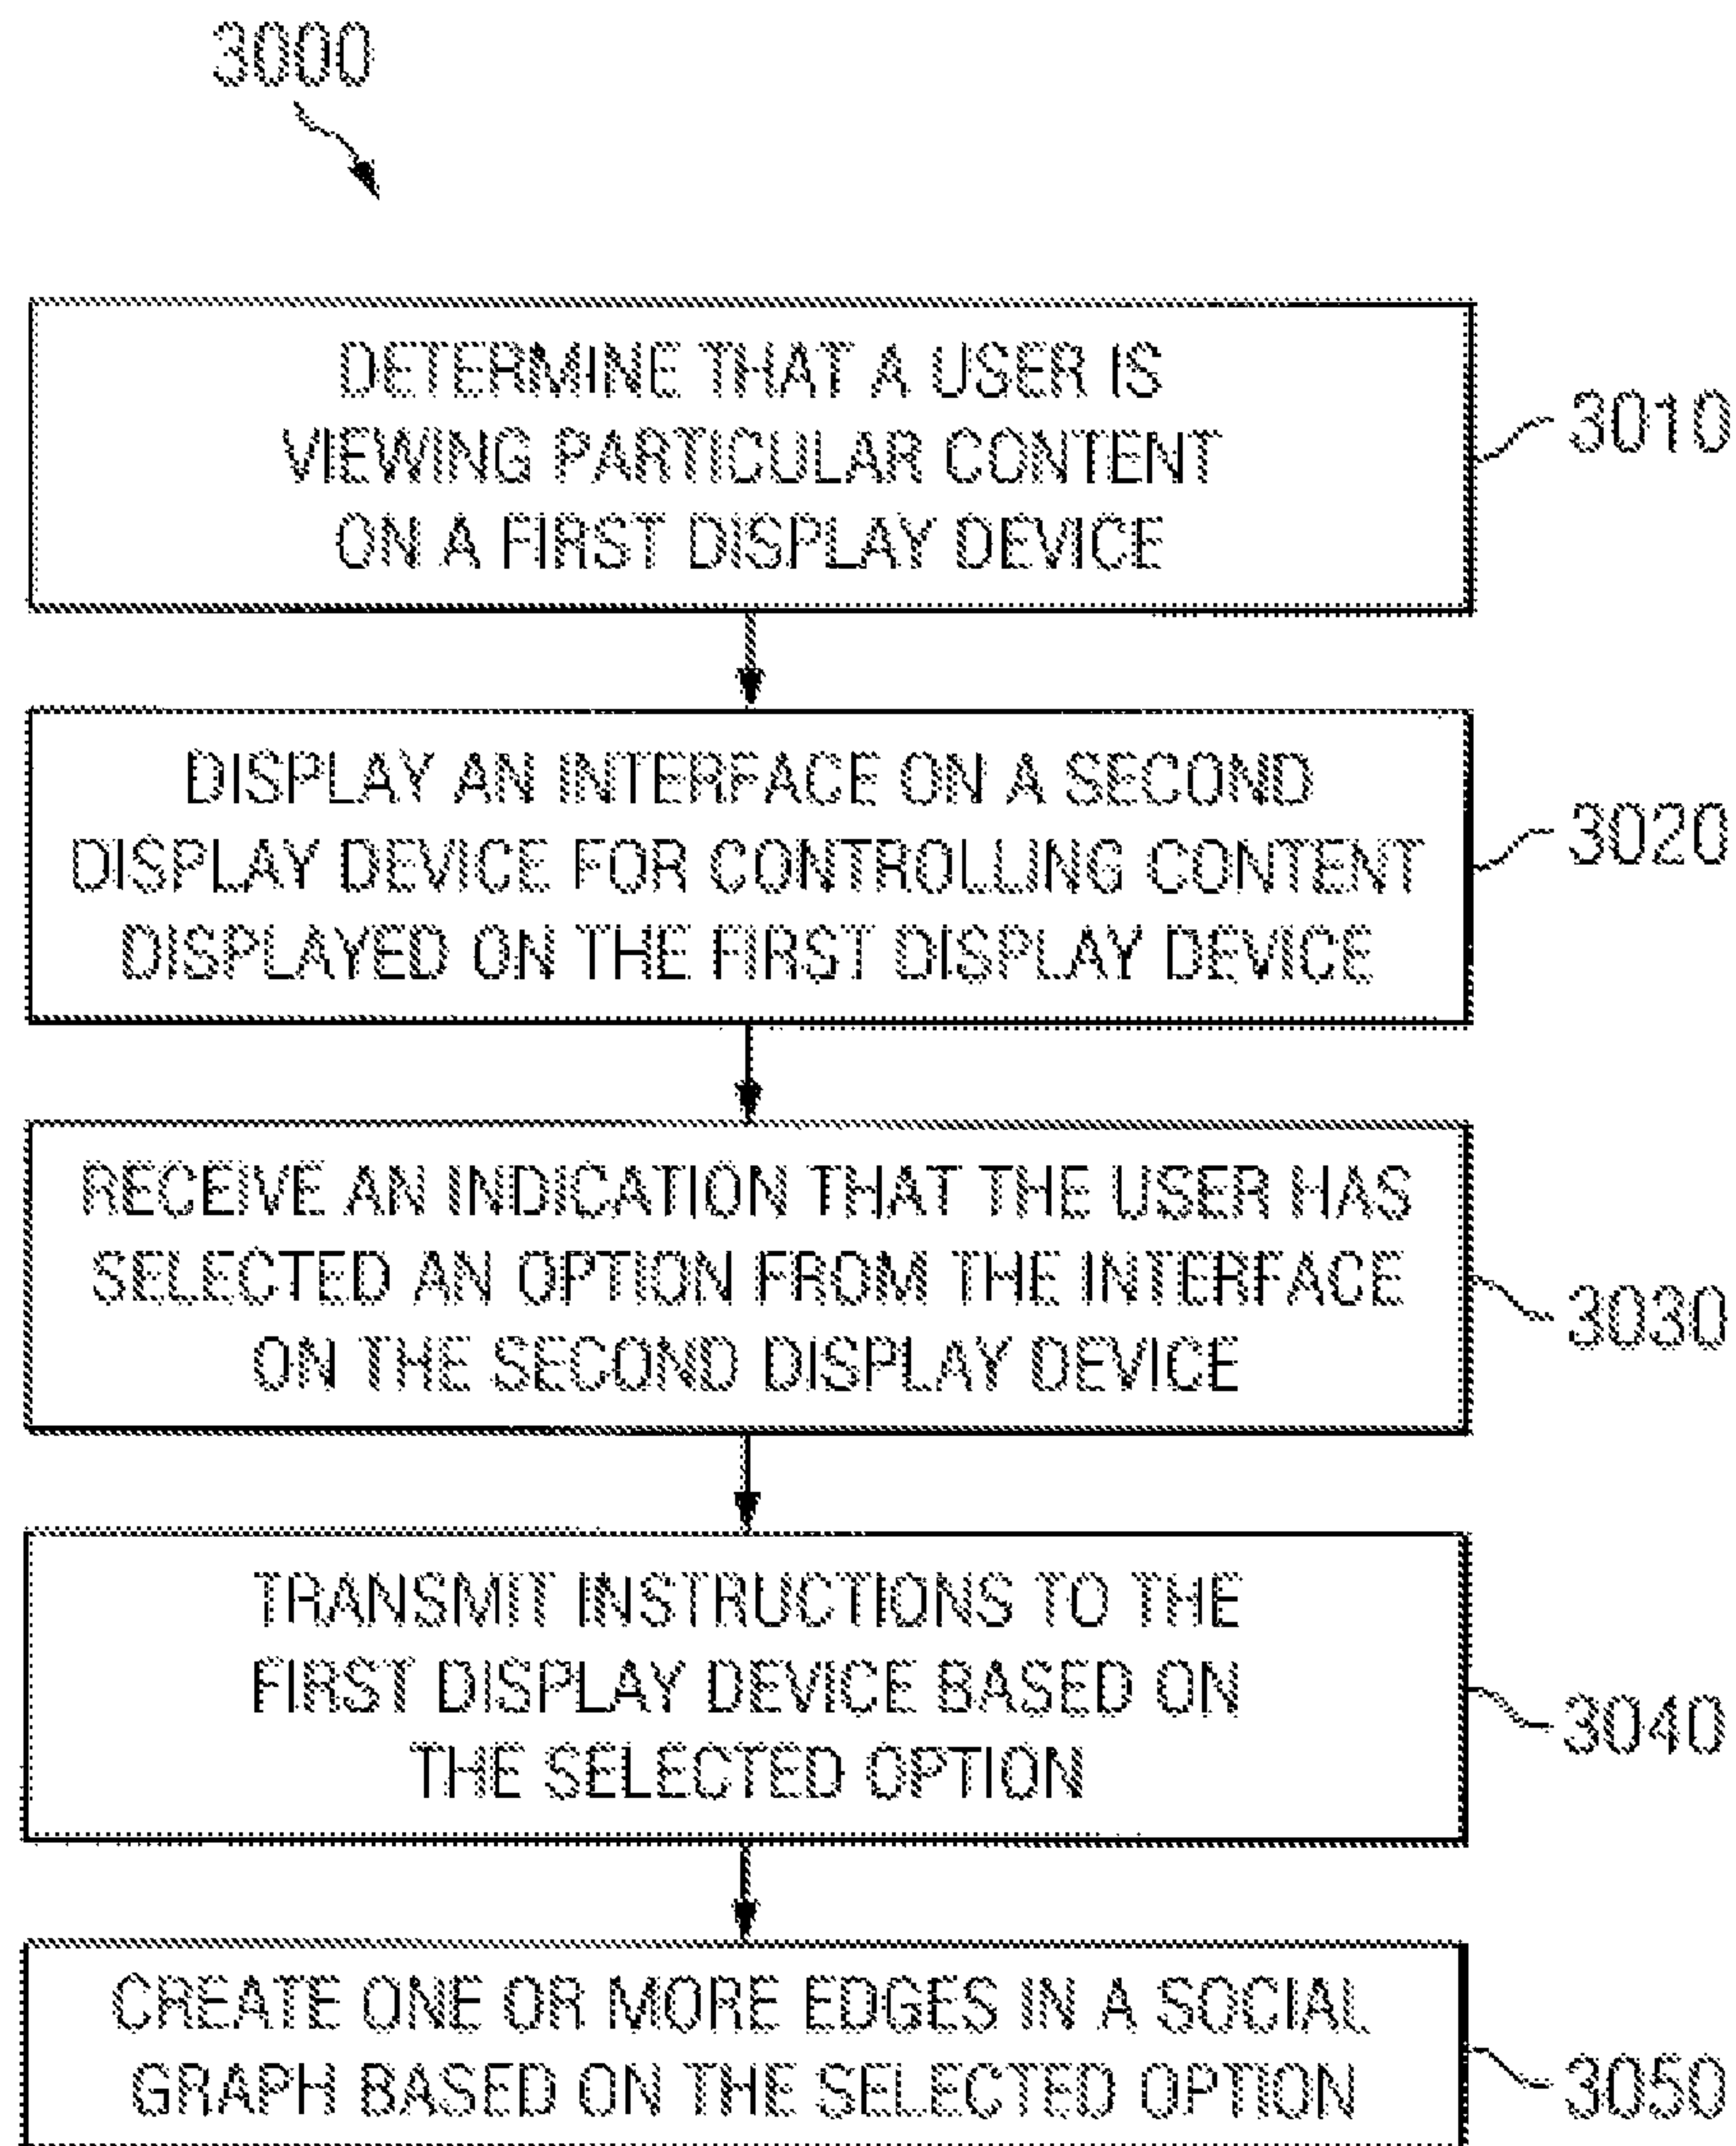 3000
DETERMINE THAT A USER IS
VIEWING PARTICULAR CONTENT
ON A FIRST DISPLAY DEVICE
3010
DISPLAY AN INTERFACE ON A SECOND
DISPLAY DEVICE FOR CONTROLLING CONTENT
DISPLAYED ON THE FIRST DISPLAY DEVICE
3020
RECEIVE AN INDICATION THAT THE USER HAS
SELECTED AN OPTION FROM THE INTERFACE
ON THE SECOND DISPLAY DEVICE
3030
TRANSMIT INSTRUCTIONS TO THE
FIRST DISPLAY DEVICE BASED ON
THE SELECTED OPTION
3040
CREATE ONE OR MORE EDGES IN A SOCIAL
GRAPH BASED ON THE SELECTED OPTION
3050